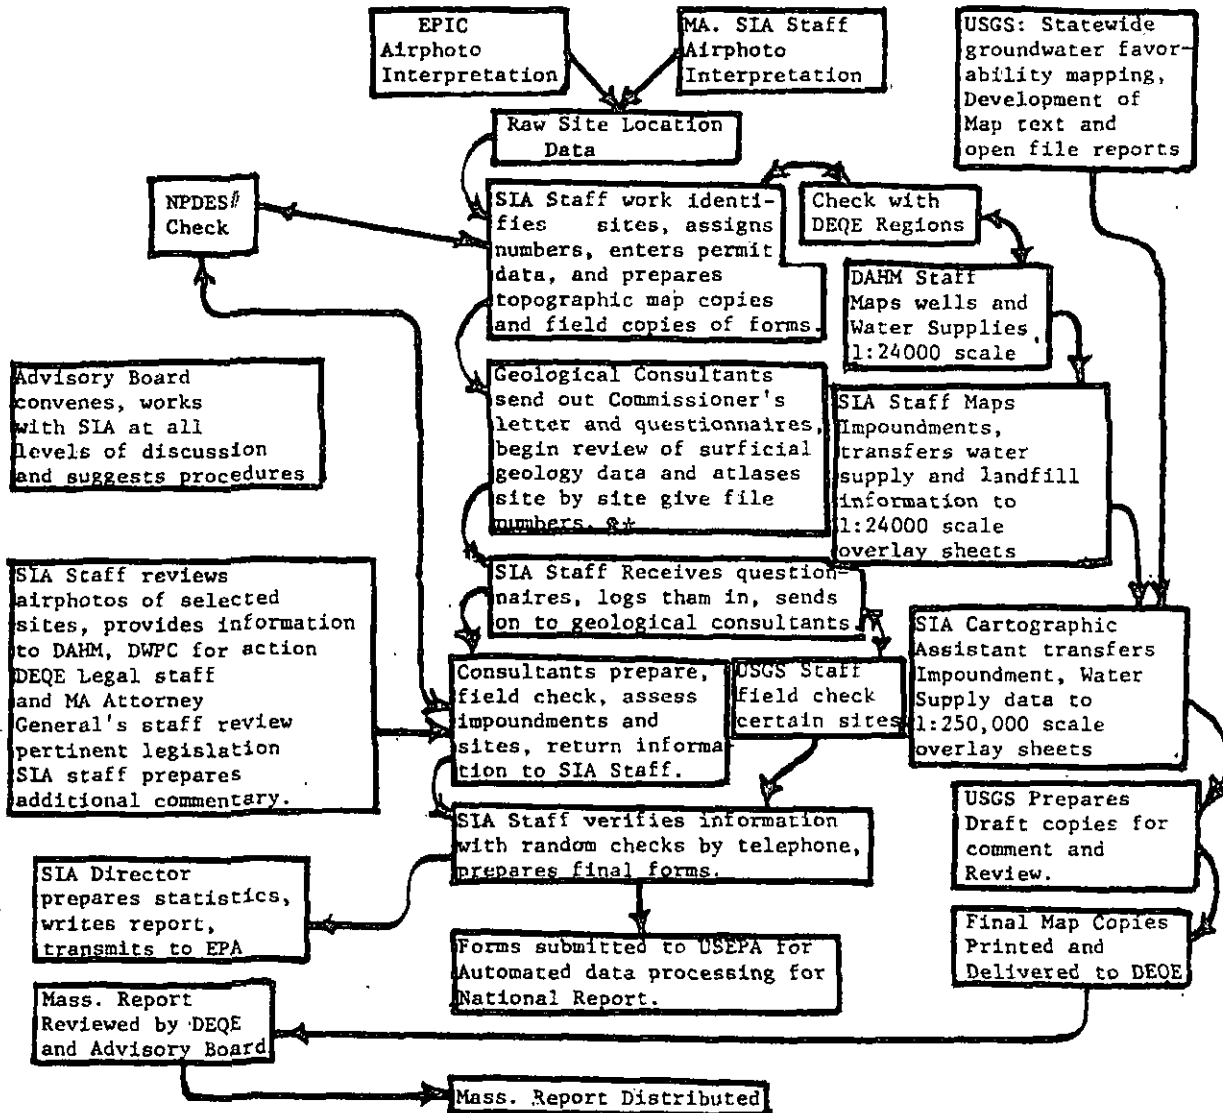 EPIC
Airphoto
Interpretation
MA. SIA Staff
Airphoto
Interpretation
USGS: Statewide
groundwater favor-
ability mapping,
Development of
Map text and
open file reports
Raw Site Location
Data
NPDES#
Check
SIA Staff work identi-
fies sites, assigns
numbers, enters permit
data, and prepares
topographic map copies
and field copies of forms.
Check with
DEQE Regions
DAHM Staff
Maps wells and
Water Supplies,
1:24000 scale
Advisory Board
convenes, works
with SIA at all
levels of discussion
and suggests procedures
Geological Consultants
send out Commissioner's
letter and questionnaires,
begin review of surficial
geology data and atlases
site by site give file
numbers. &*
SIA Staff Maps
Impoundments,
transfers water
supply and landfill
information to
1:24000 scale
overlay sheets
SIA Staff reviews
airphotos of selected
sites, provides information
to DAHM, DWPC for action
DEQE Legal staff
and MA Attorney
General's staff review
pertinent legislation
SIA staff prepares
additional commentary.
SIA Staff Receives question-
naires, logs tham in, sends
on to geological consultants.
Consultants prepare,
field check, assess
impoundments and
sites, return informa-
tion to SIA Staff.
USGS Staff
field check
certain sites
SIA Cartographic
Assistant transfers
Impoundment, Water
Supply data to
1:250,000 scale
overlay sheets
SIA Staff verifies information
with random checks by telephone,
prepares final forms.
USGS Prepares
Draft copies for
comment and
Review.
SIA Director
prepares statistics,
writes report,
transmits to EPA
Forms submitted to USEPA for
Automated data processing for
National Report.
Final Map Copies
Printed and
Delivered to DEQE
Mass. Report
Reviewed by DEQE
and Advisory Board
Mass. Report Distributed